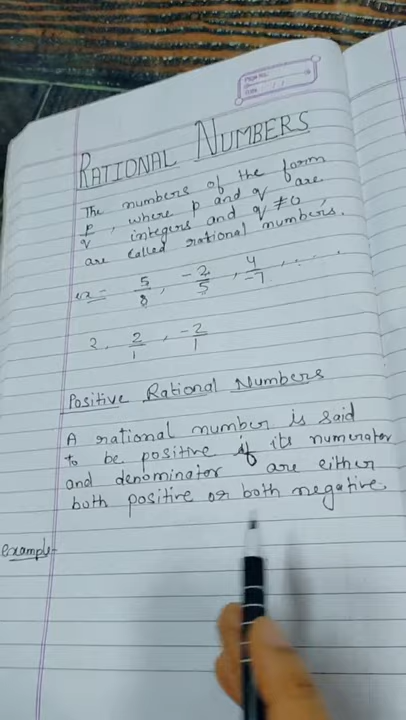 RATIONAL NUMBERS
The numbers of the form
p/q , where p and q are
integers and q ≠ 0 ,
are called rational numbers.
ex = 5/8 , -2/5 , 4/-7 , . . . .
2, 2/1 , -2/1
Positive Rational Numbers
A rational number is said
to be positive if its numerator
and denominator are either
both positive or both negative.
example-